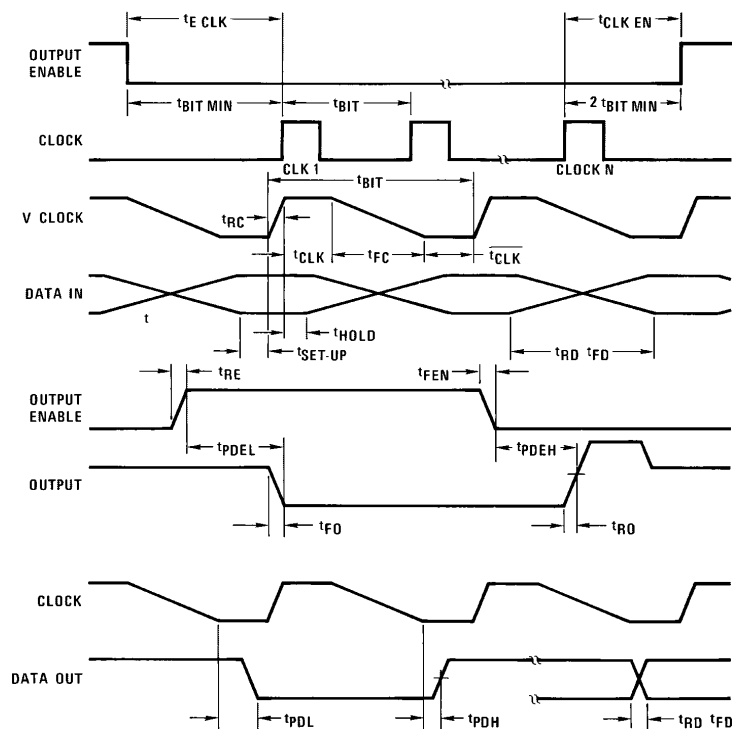 tE CLK
tCLK EN
OUTPUT
ENABLE
tBIT MIN
tBIT
2 tBIT MIN
CLOCK
CLK 1
CLOCK N
tBIT
V CLOCK
tRC
tCLK
tFC
tCLK
DATA IN
t
tHOLD
tSET-UP
tRD tFD
tRE
tFEN
OUTPUT
ENABLE
tPDEL
tPDEH
OUTPUT
tFO
tRO
CLOCK
DATA OUT
tPDL
tPDH
tRD tFD